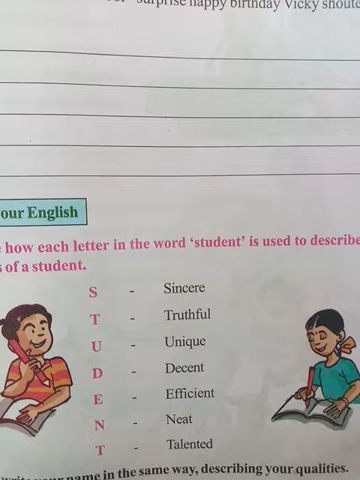 surprise happy birthday Vicky shoute
our English
how each letter in the word ‘student’ is used to describe
of a student.
S - Sincere
T - Truthful
U - Unique
D - Decent
E - Efficient
N - Neat
T - Talented
name in the same way, describing your qualities.